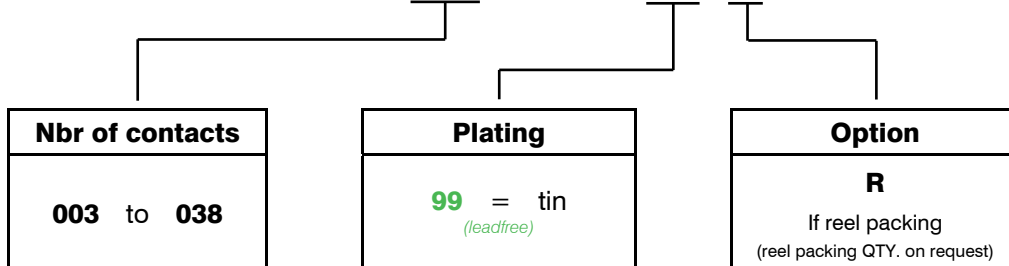 Nbr of contacts
003 to 038
Plating
99 = tin
(leadfree)
Option
R
If reel packing
(reel packing QTY. on request)